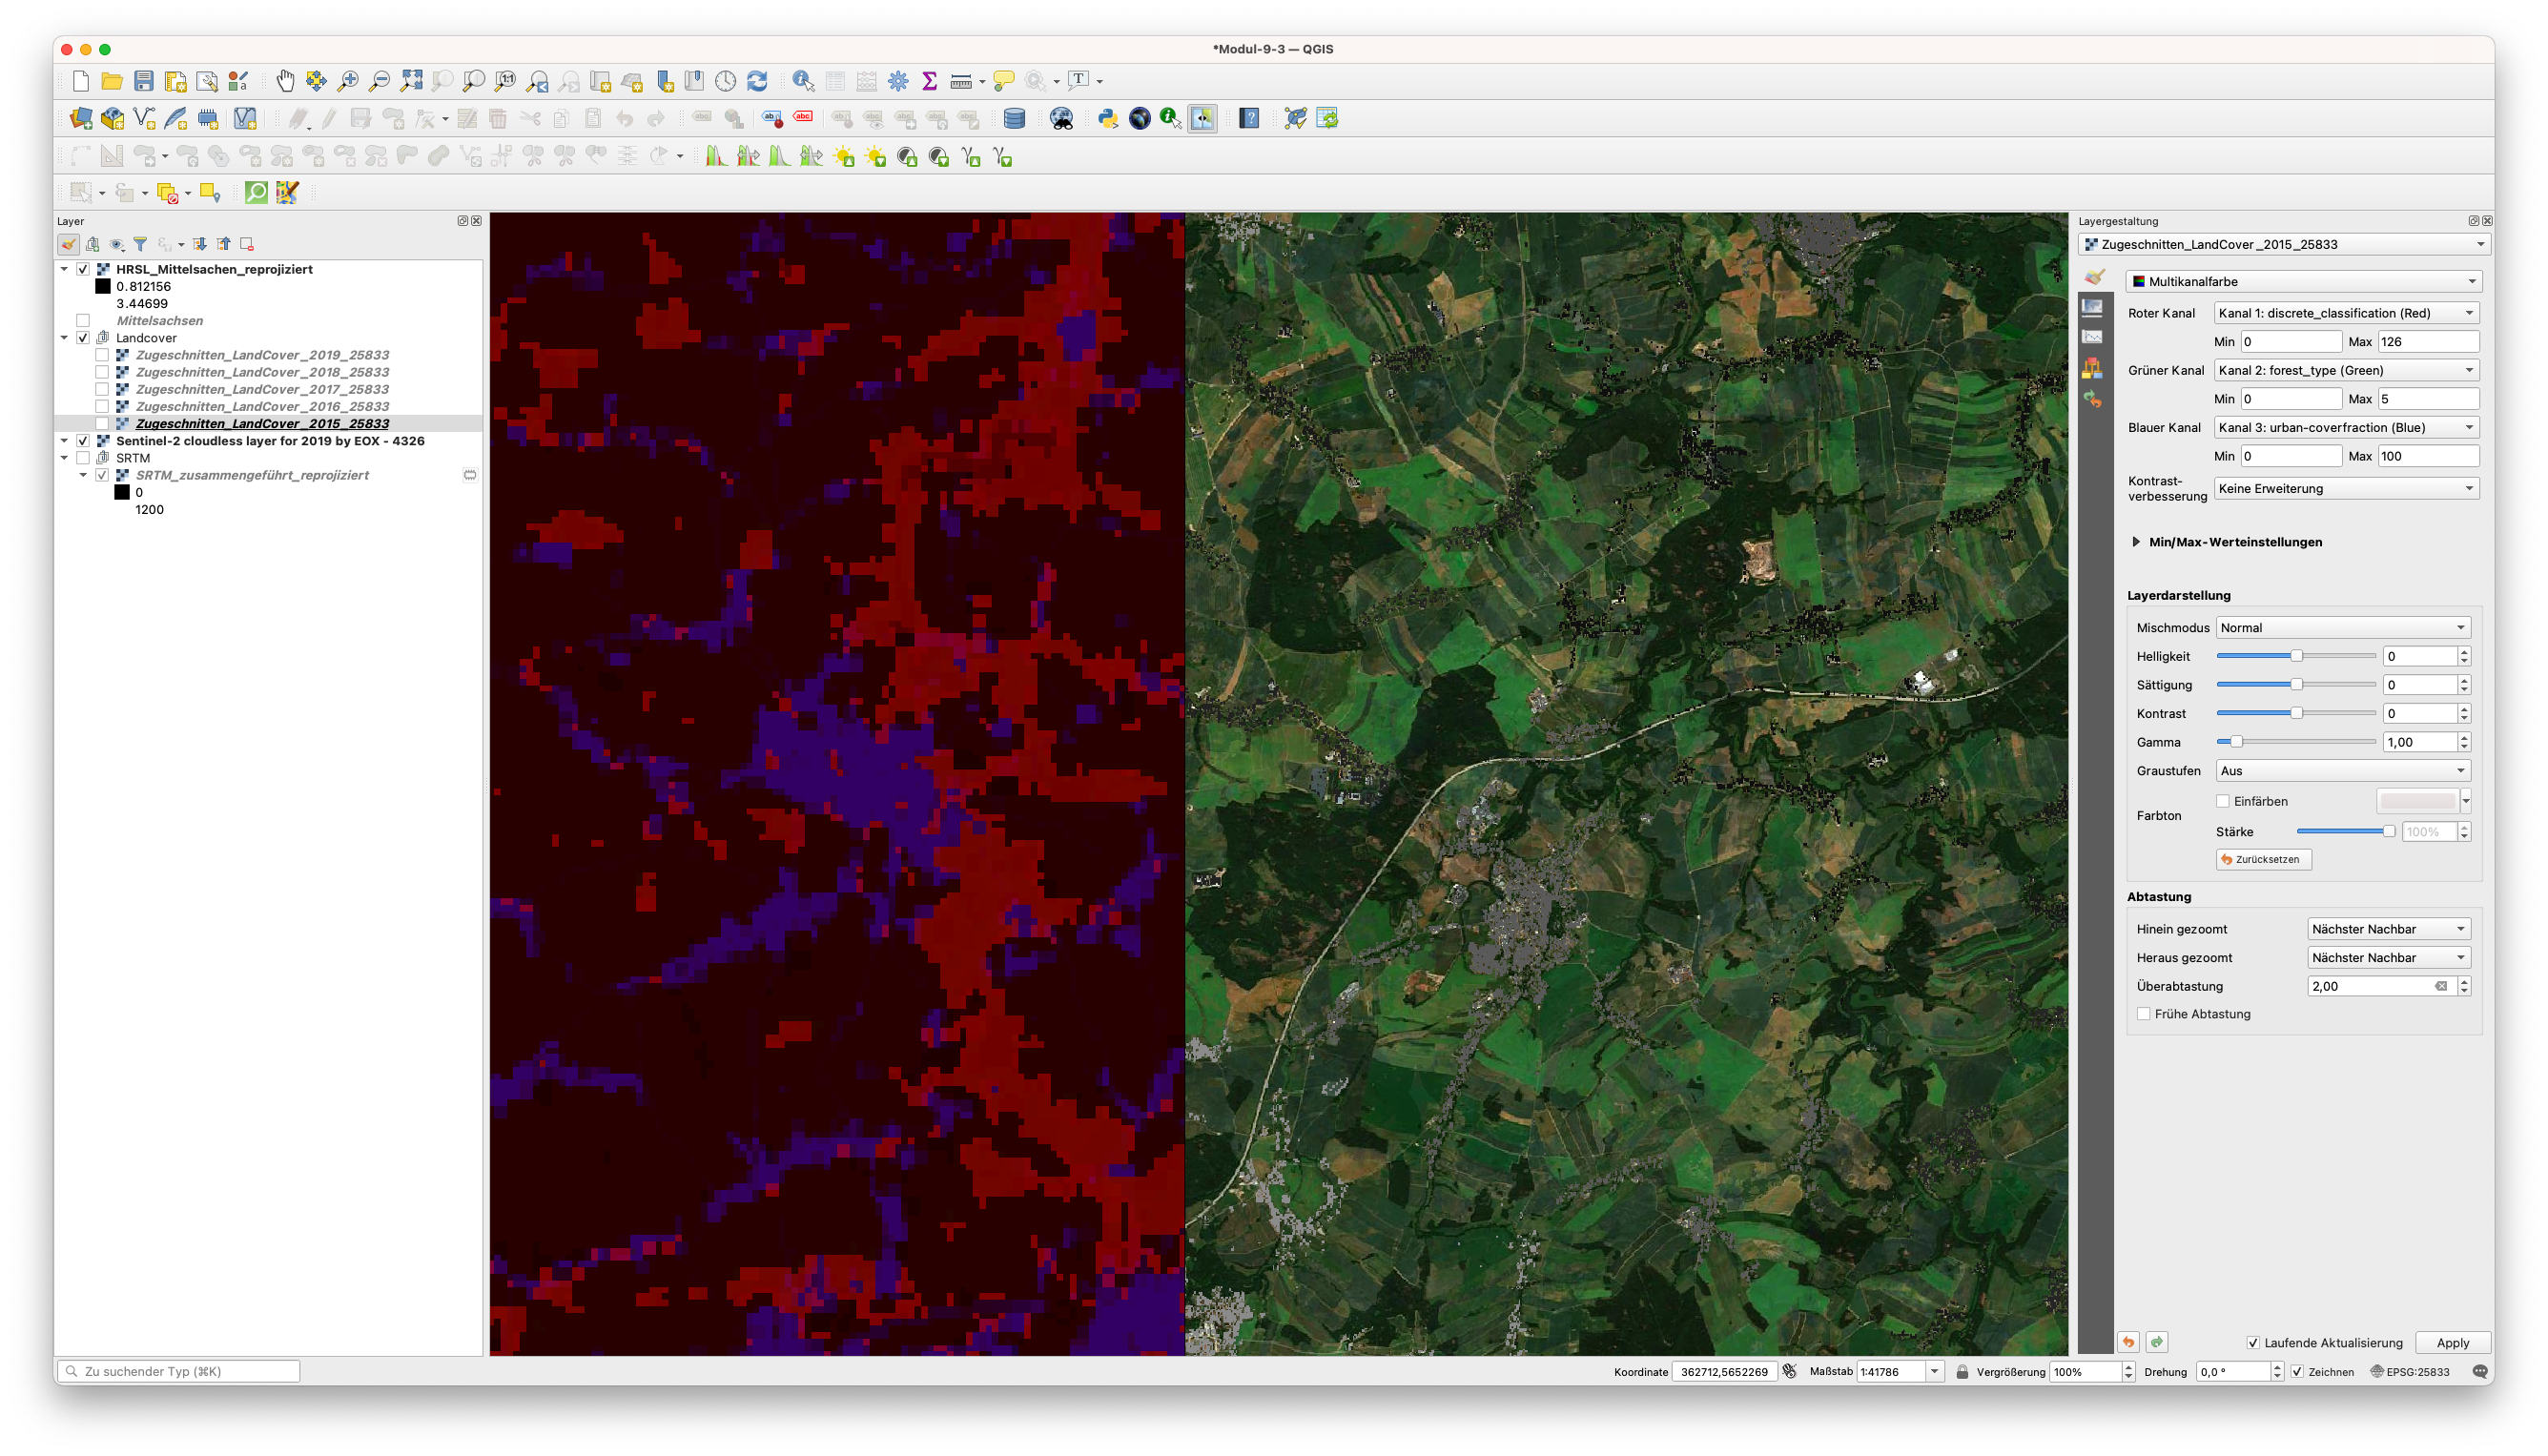 *Modul-9-3 — QGIS
Layer
HRSL_Mittelsachen_reprojiziert
0.812156
3.44699
Mittelsachsen
Landcover
Zugeschnitten_LandCover_2019_25833
Zugeschnitten_LandCover_2018_25833
Zugeschnitten_LandCover_2017_25833
Zugeschnitten_LandCover_2016_25833
Zugeschnitten_LandCover_2015_25833
Sentinel-2 cloudless layer for 2019 by EOX - 4326
SRTM
SRTM_zusammengeführt_reprojiziert
0
1200
Layergestaltung
Zugeschnitten_LandCover_2015_25833
Multikanalfarbe
Roter Kanal Kanal 1: discrete_classification (Red)
Min 0 Max 126
Grüner Kanal Kanal 2: forest_type (Green)
Min 0 Max 5
Blauer Kanal Kanal 3: urban-coverfraction (Blue)
Min 0 Max 100
Kontrast-
verbesserung Keine Erweiterung
Min/Max-Werteinstellungen
Layerdarstellung
Mischmodus Normal
Helligkeit 0
Sättigung 0
Kontrast 0
Gamma 1,00
Graustufen Aus
Farbton Einfärben
Stärke 100%
Zurücksetzen
Abtastung
Hinein gezoomt Nächster Nachbar
Heraus gezoomt Nächster Nachbar
Überabtastung 2,00
Frühe Abtastung
Laufende Aktualisierung Apply
Zu suchender Typ (⌘K) Koordinate 362712,5652269 Maßstab 1:41786 Vergrößerung 100% Drehung 0,0 ° Zeichnen EPSG:25833